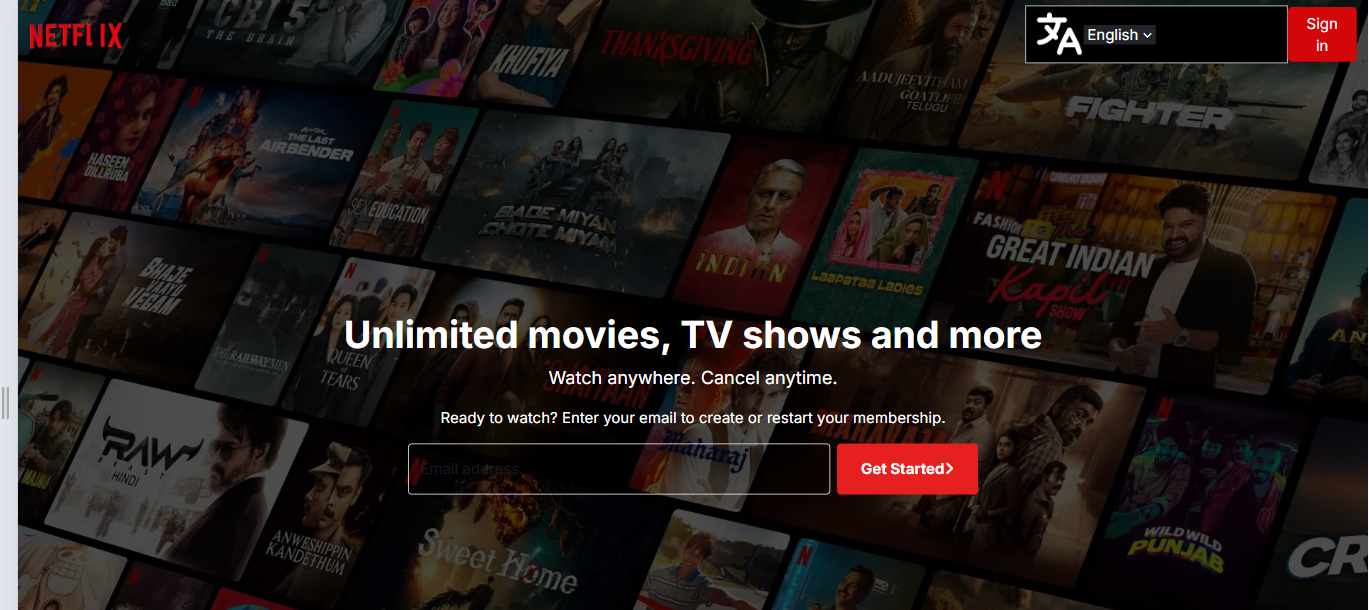 NETFLIX
English
Sign
in
THE BRAIN
KHUFIYA
THANKSGIVING
AADUJEEVITHAM
GOAT LIFE
TELUGU
FIGHTER
HASEEN
DILLRUBA
AVATAR
THE LAST
AIRBENDER
SEX EDUCATION
BADE MIYAN
CHOTE MIYAN
INDIAN
LAAPATAA LADIES
The
GREAT INDIAN
Kapil
SHOW
BHAJE
VAAYU
VEGAM
THE RAILWAY MEN
QUEEN
OF
TEARS
Unlimited movies, TV shows and more
Watch anywhere. Cancel anytime.
Ready to watch? Enter your email to create or restart your membership.
Email address
Get Started
Maharaj
RAW
BEAST
HINDI
ANWESHIPPIN
KANDETHUM
Sweet Home
WILD WILD
PUNJAB
CR